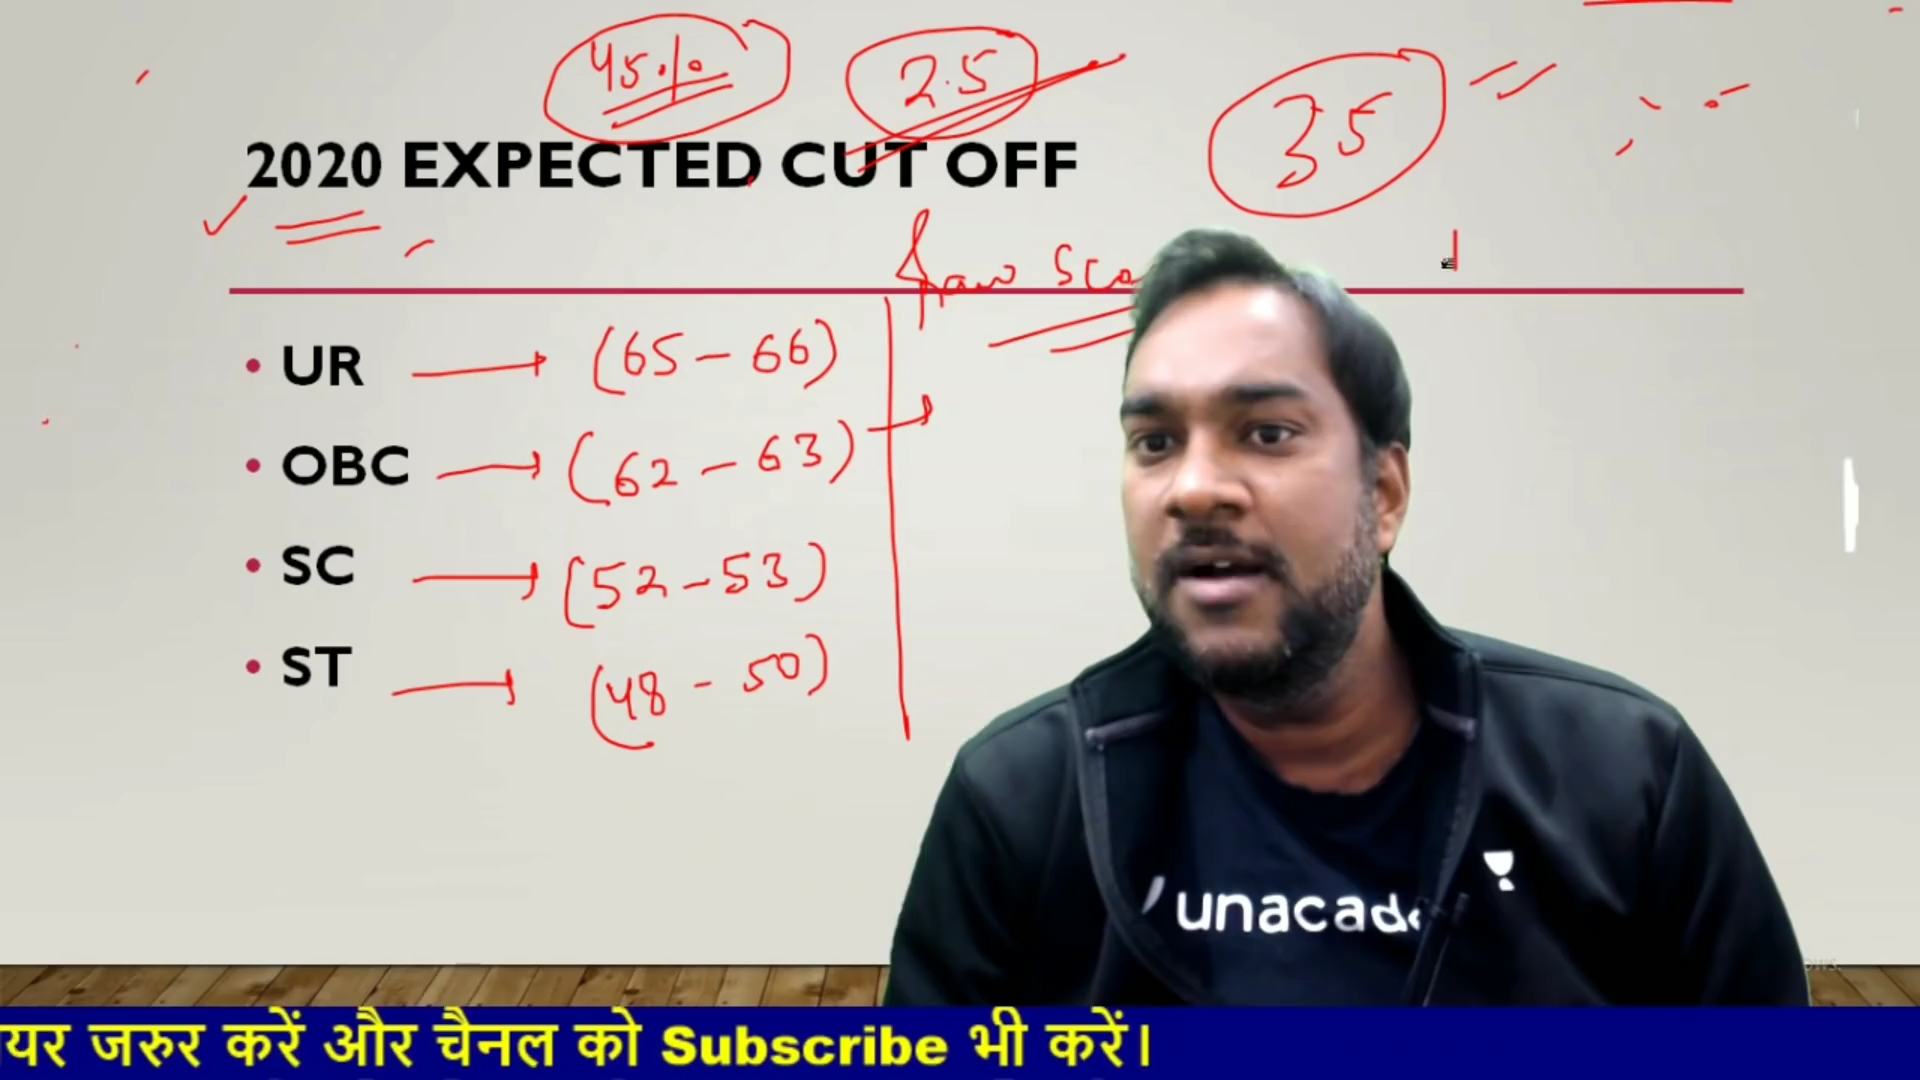 45%
2.5
35
2020 EXPECTED CUT OFF
Raw Sco
• UR (65-66)
• OBC (62-63)
• SC (52-53)
• ST (48-50)
unacad
यर जरुर करें और चैनल को Subscribe भी करें।